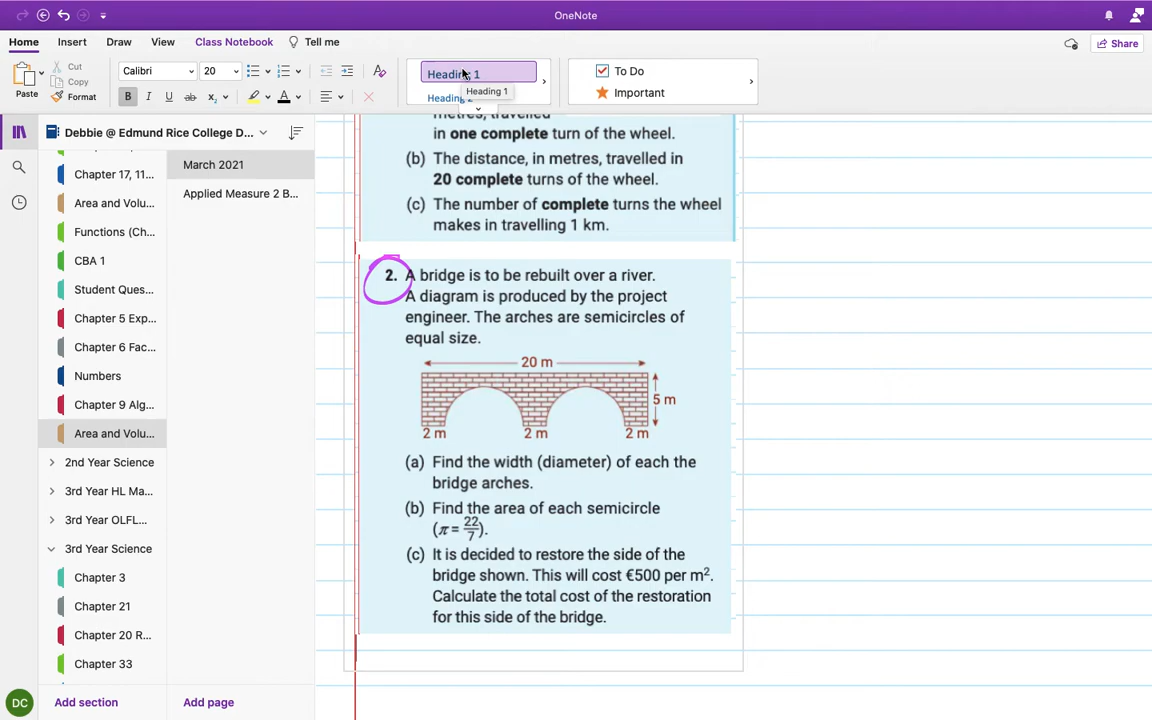 OneNote
Home
Insert
Draw
View
Class Notebook
Tell me
Share
Paste
Cut
Copy
Format
Calibri
20
B
I
U
ab
x₂
A
Heading 1
Heading 1
Heading 2
To Do
Important
Debbie @ Edmund Rice College D...
Chapter 17, 11...
Area and Volu...
Functions (Ch...
CBA 1
Student Ques...
Chapter 5 Exp...
Chapter 6 Fac...
Numbers
Chapter 9 Alg...
Area and Volu...
2nd Year Science
3rd Year HL Ma...
3rd Year OLFL...
3rd Year Science
Chapter 3
Chapter 21
Chapter 20 R...
Chapter 33
DC
Add section
March 2021
Applied Measure 2 B...
Add page
metres, travelled
in one complete turn of the wheel.
(b) The distance, in metres, travelled in
20 complete turns of the wheel.
(c) The number of complete turns the wheel
makes in travelling 1 km.
2. A bridge is to be rebuilt over a river.
A diagram is produced by the project
engineer. The arches are semicircles of
equal size.
20 m
5 m
2 m 2 m 2 m
(a) Find the width (diameter) of each the
bridge arches.
(b) Find the area of each semicircle
(π = 22/7).
(c) It is decided to restore the side of the
bridge shown. This will cost €500 per m².
Calculate the total cost of the restoration
for this side of the bridge.